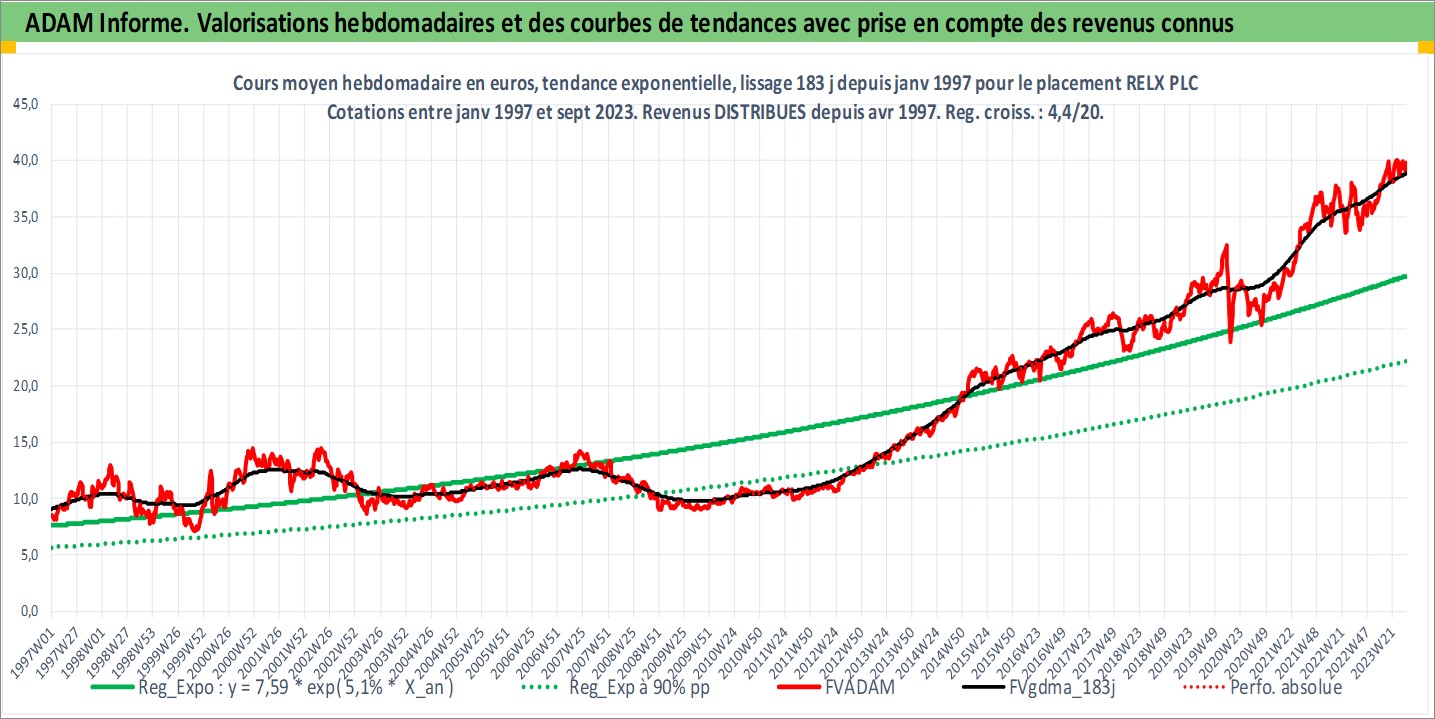 ADAM Informe. Valorisations hebdomadaires et des courbes de tendances avec prise en compte des revenus connus
Cours moyen hebdomadaire en euros, tendance exponentielle, lissage 183 j depuis janv 1997 pour le placement RELX PLC
Cotations entre janv 1997 et sept 2023. Revenus DISTRIBUES depuis avr 1997. Reg. croiss. : 4,4/20.
45,0
40,0
35,0
30,0
25,0
20,0
15,0
10,0
5,0
0,0
1997W01
1997W27
1998W01
1998W27
1998W53
1999W26
1999W52
2000W26
2000W52
2001W26
2001W52
2002W26
2002W52
2003W26
2003W52
2004W26
2004W52
2005W25
2005W51
2006W25
2006W51
2007W25
2007W51
2008W25
2008W51
2009W25
2009W51
2010W24
2010W50
2011W24
2011W50
2012W24
2012W50
2013W24
2013W50
2014W24
2014W50
2015W24
2015W50
2016W23
2016W49
2017W23
2017W49
2018W23
2018W49
2019W23
2019W49
2020W23
2020W49
2021W22
2021W48
2022W21
2022W47
2023W21
Reg_Expo : y = 7,59 * exp( 5,1% * X_an )
Reg_Exp à 90% pp
FVADAM
FVgdma_183j
Perfo. absolue